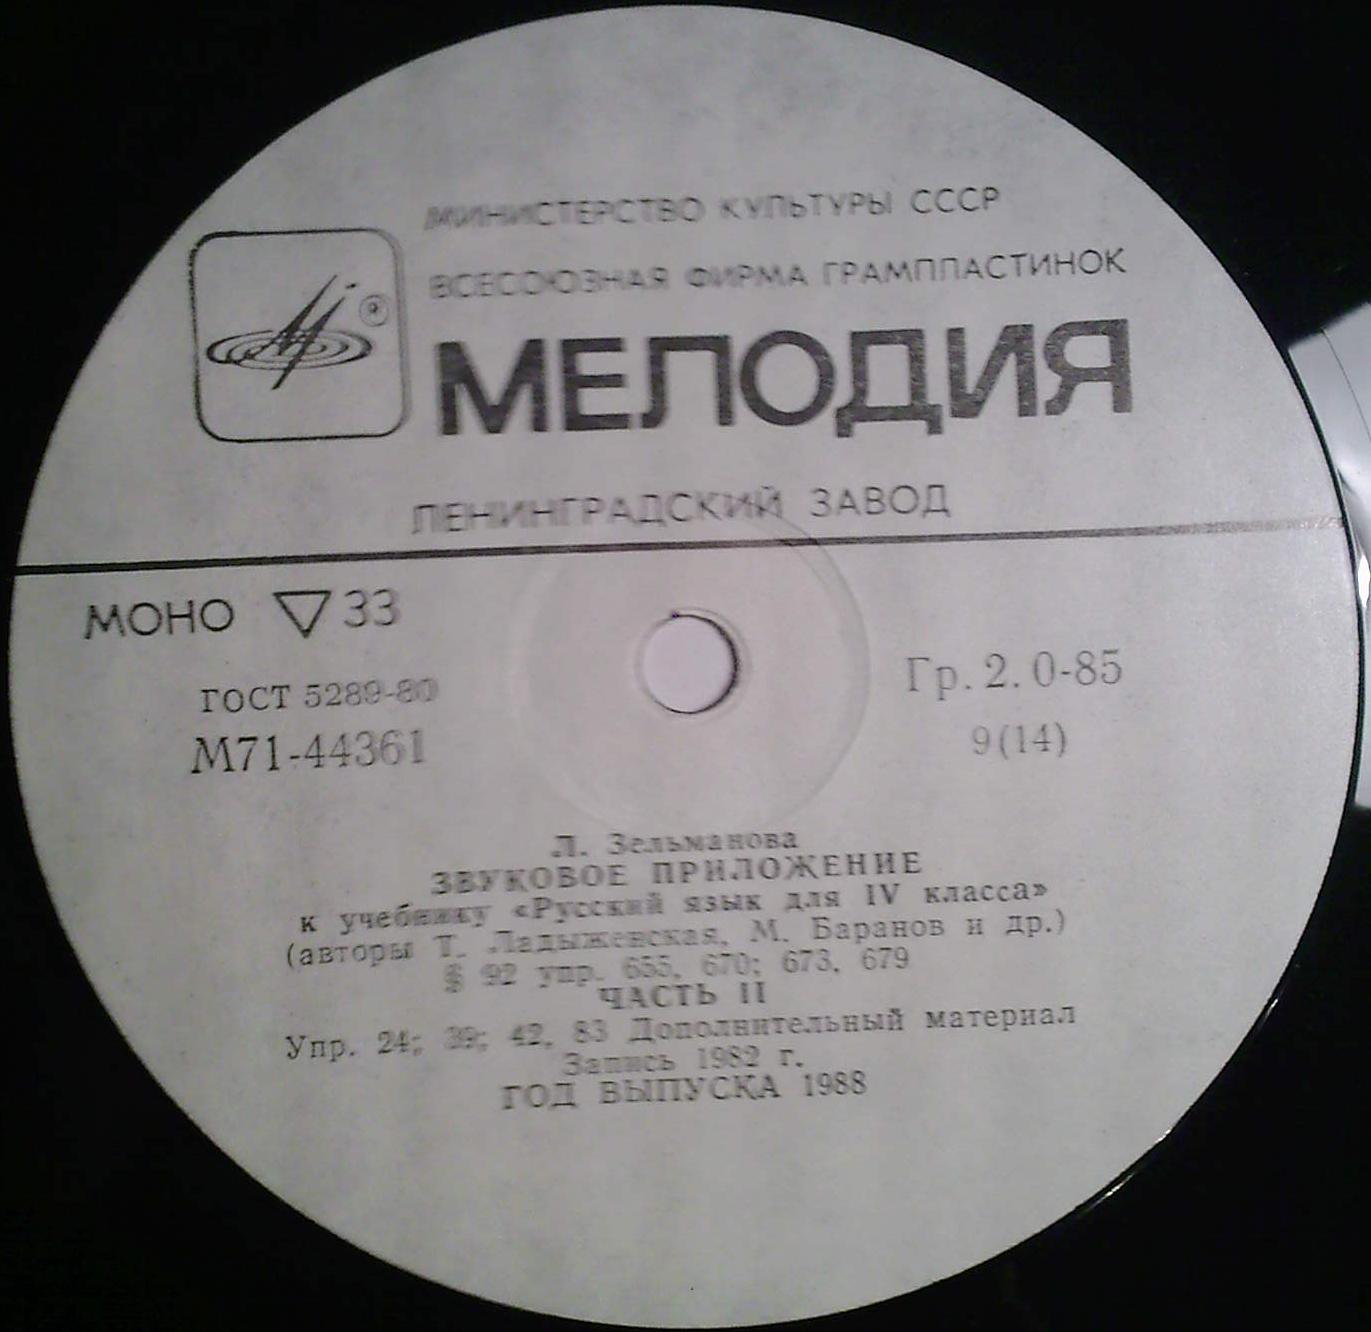 МИНИСТЕРСТВО КУЛЬТУРЫ СССР
ВСЕСОЮЗНАЯ ФИРМА ГРАМПЛАСТИНОК
МЕЛОДИЯ
ЛЕНИНГРАДСКИЙ ЗАВОД
МОНО 33
ГОСТ 5289-80
М71-44361
Гр. 2. 0-85
9(14)
Л. Зельманова
ЗВУКОВОЕ ПРИЛОЖЕНИЕ
к учебнику «Русский язык для IV класса»
(авторы Т. Ладыженская, М. Баранов и др.)
§ 92 упр. 655, 670; 673, 679
ЧАСТЬ II
Упр. 24; 39; 42, 83 Дополнительный материал
Запись 1982 г.
ГОД ВЫПУСКА 1988